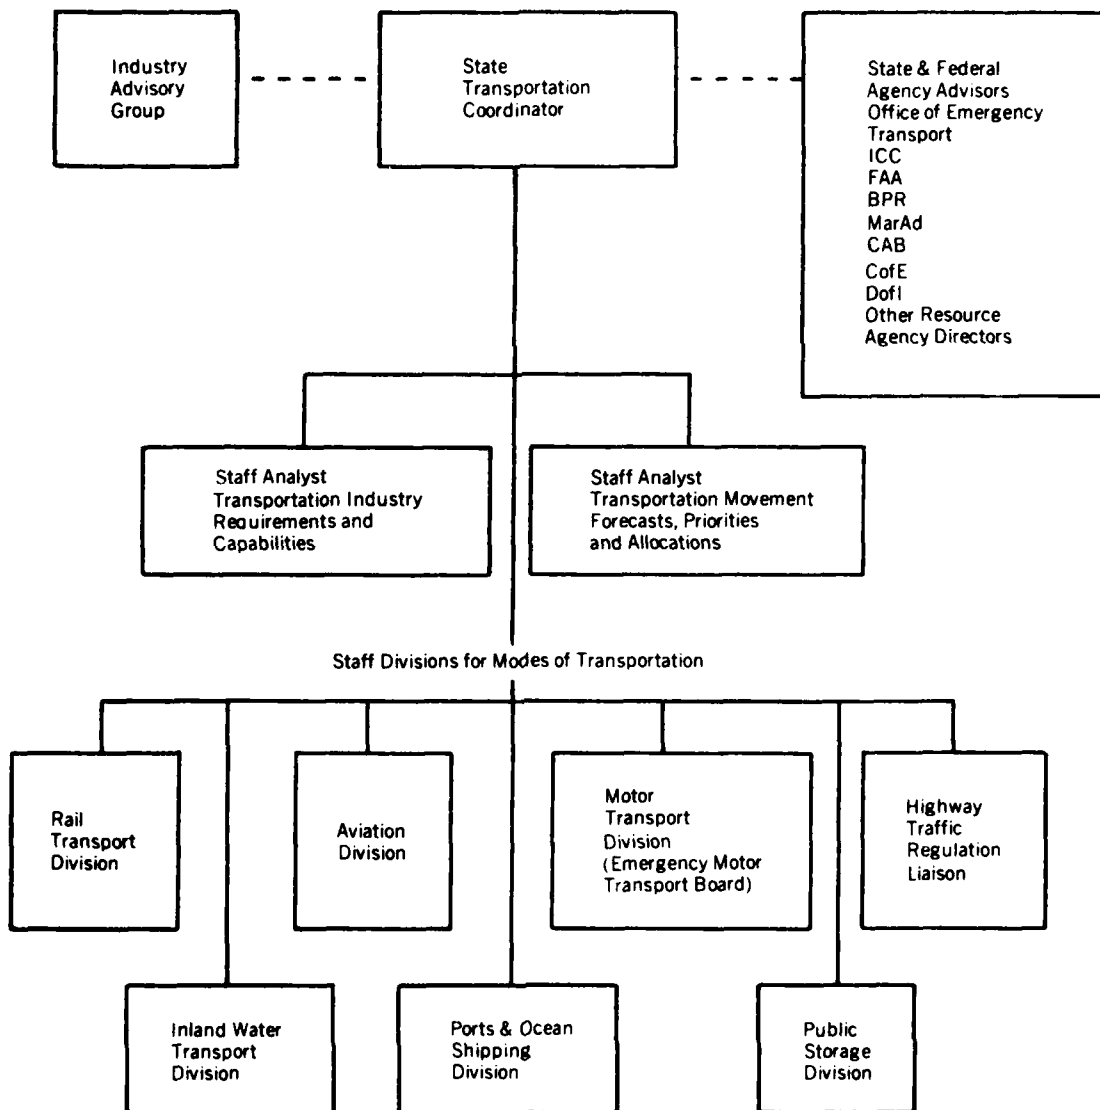 Industry
Advisory
Group
State
Transportation
Coordinator
State & Federal
Agency Advisors
Office of Emergency
Transport
ICC
FAA
BPR
MarAd
CAB
CofE
DofI
Other Resource
Agency Directors
Staff Analyst
Transportation Industry
Requirements and
Capabilities
Staff Analyst
Transportation Movement
Forecasts, Priorities
and Allocations
Staff Divisions for Modes of Transportation
Rail
Transport
Division
Aviation
Division
Motor
Transport
Division
(Emergency Motor
Transport Board)
Highway
Traffic
Regulation
Liaison
Inland Water
Transport
Division
Ports & Ocean
Shipping
Division
Public
Storage
Division